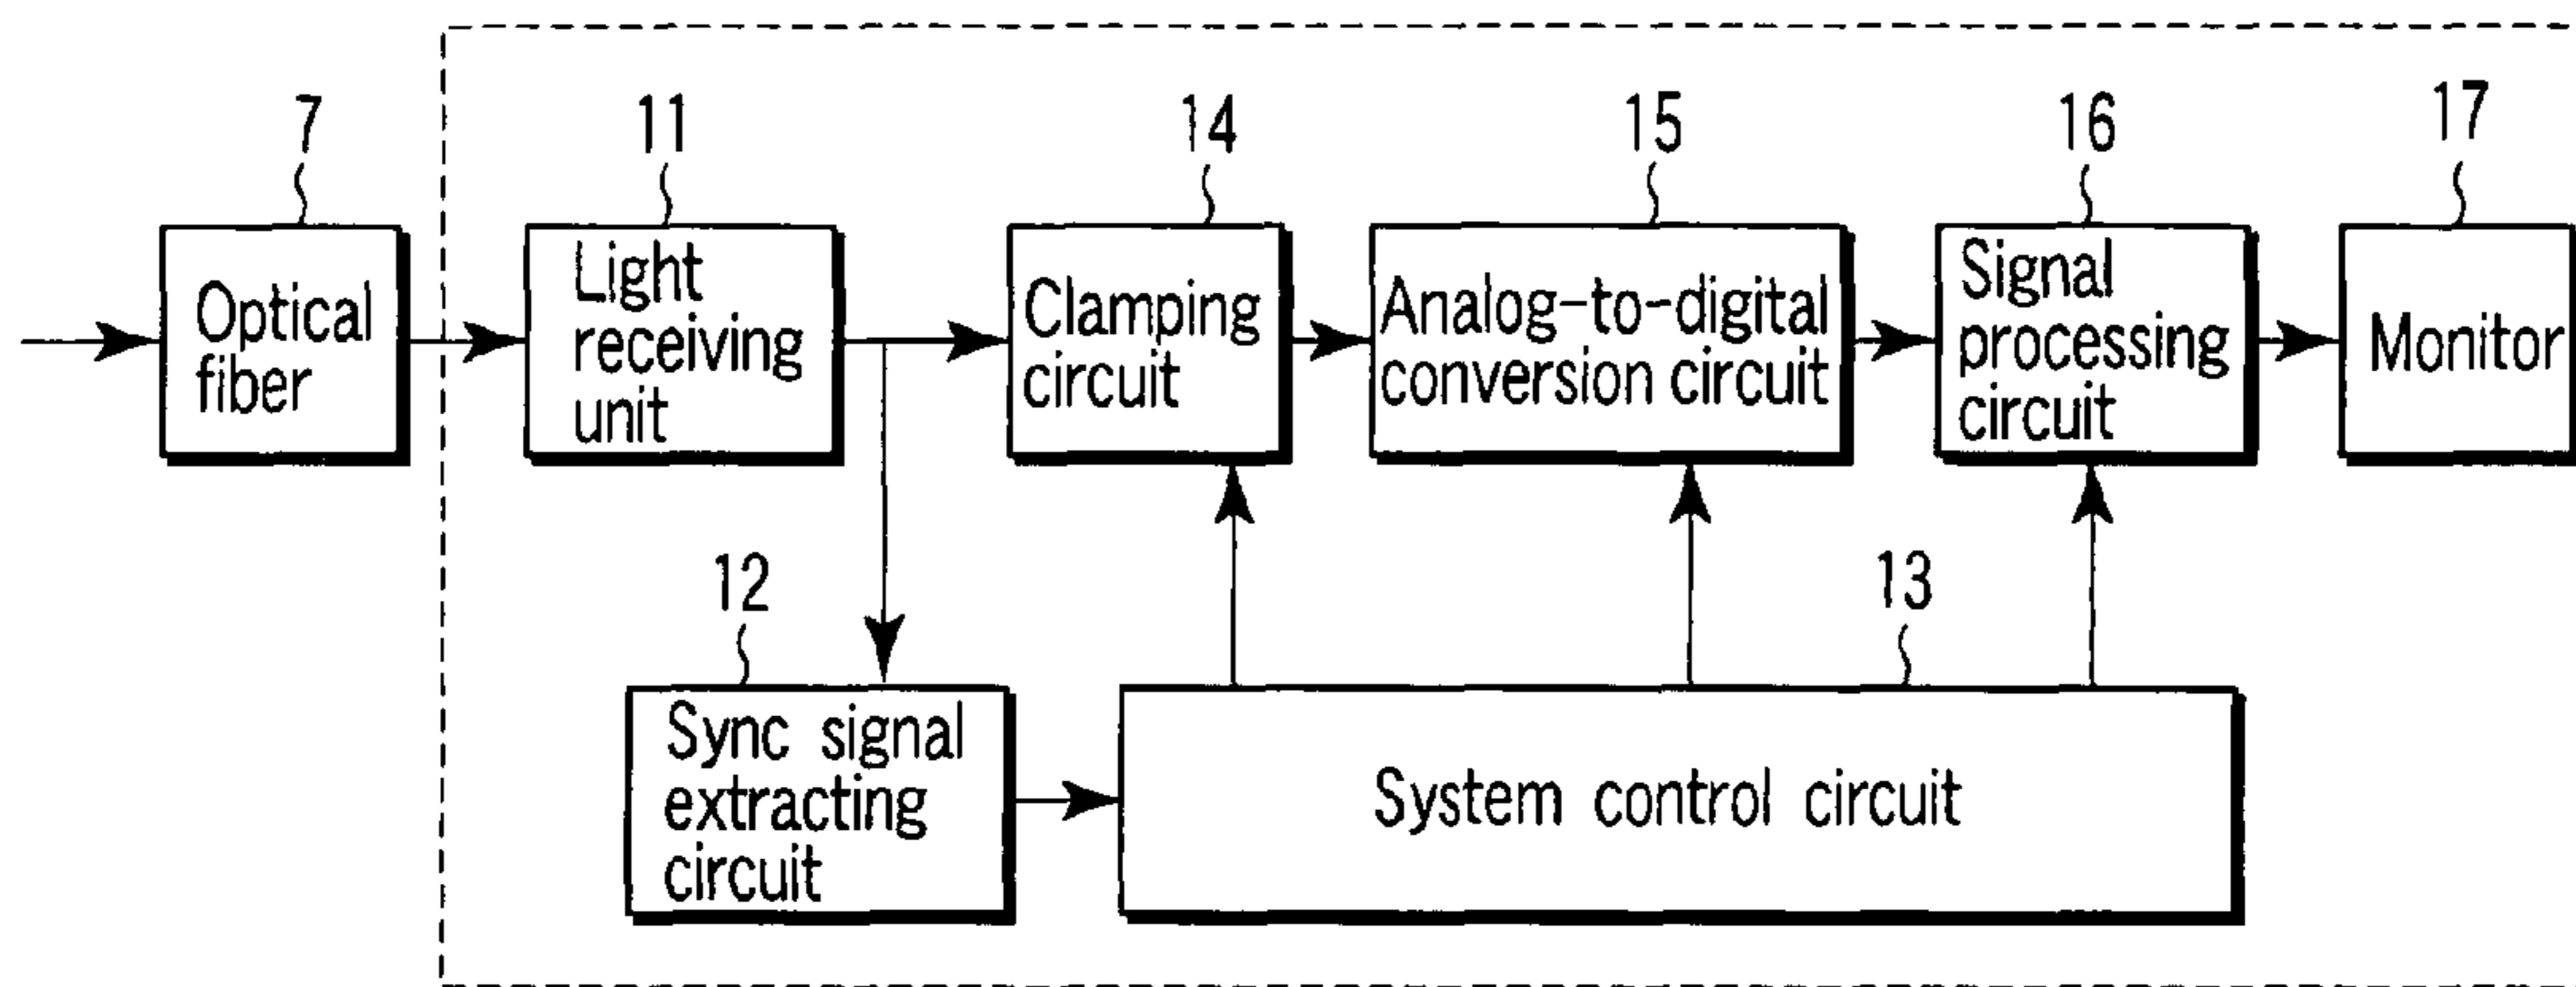 7
11
14
15
16
17
Optical
fiber
Light
receiving
unit
Clamping
circuit
Analog-to-digital
conversion circuit
Signal
processing
circuit
Monitor
12
13
Sync signal
extracting
circuit
System control circuit